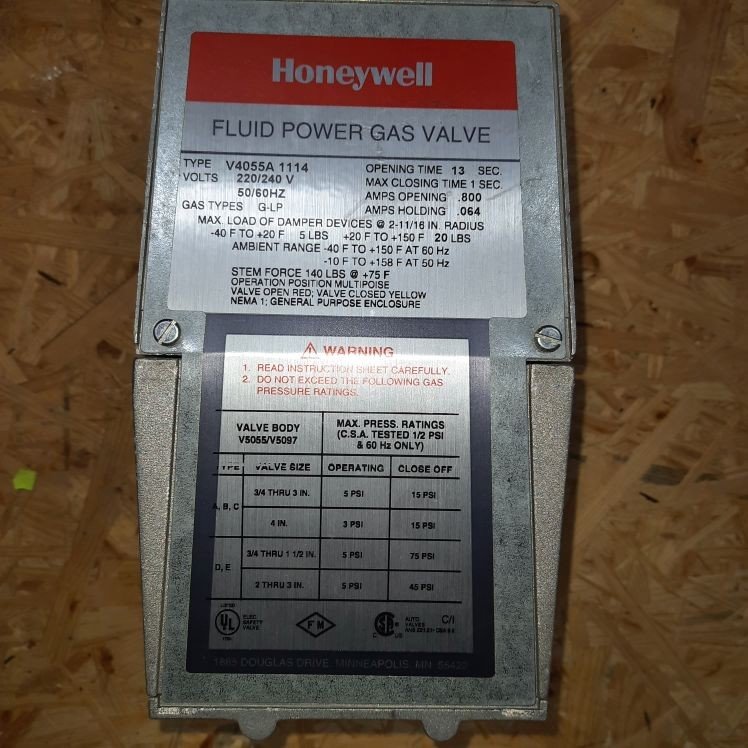 Honeywell
FLUID POWER GAS VALVE
TYPE V4055A 1114 OPENING TIME 13 SEC.
VOLTS 220/240 V MAX CLOSING TIME 1 SEC.
50/60HZ AMPS OPENING .800
GAS TYPES G-LP AMPS HOLDING .064
MAX. LOAD OF DAMPER DEVICES @ 2-11/16 IN. RADIUS
-40 F TO +20 F 5 LBS +20 F TO +150 F 20 LBS
AMBIENT RANGE -40 F TO +150 F AT 60 Hz
-10 F TO +158 F AT 50 Hz
STEM FORCE 140 LBS @ +75 F
OPERATION POSITION MULTIPOISE
VALVE OPEN RED; VALVE CLOSED YELLOW
NEMA 1; GENERAL PURPOSE ENCLOSURE
WARNING
1. READ INSTRUCTION SHEET CAREFULLY.
2. DO NOT EXCEED THE FOLLOWING GAS
PRESSURE RATINGS.
VALVE BODY MAX. PRESS. RATINGS
V5055/V5097 (C.S.A. TESTED 1/2 PSI
& 60 Hz ONLY)
TYPE VALVE SIZE OPERATING CLOSE OFF
A, B, C 3/4 THRU 3 IN. 5 PSI 15 PSI
4 IN. 3 PSI 15 PSI
D, E 3/4 THRU 1 1/2 IN. 5 PSI 75 PSI
2 THRU 3 IN. 5 PSI 45 PSI
LISTED
UL ELEC. SAFETY VALVE
FM
C US AUTO VALVES C/I
1885 DOUGLAS DRIVE, MINNEAPOLIS, MN 55422